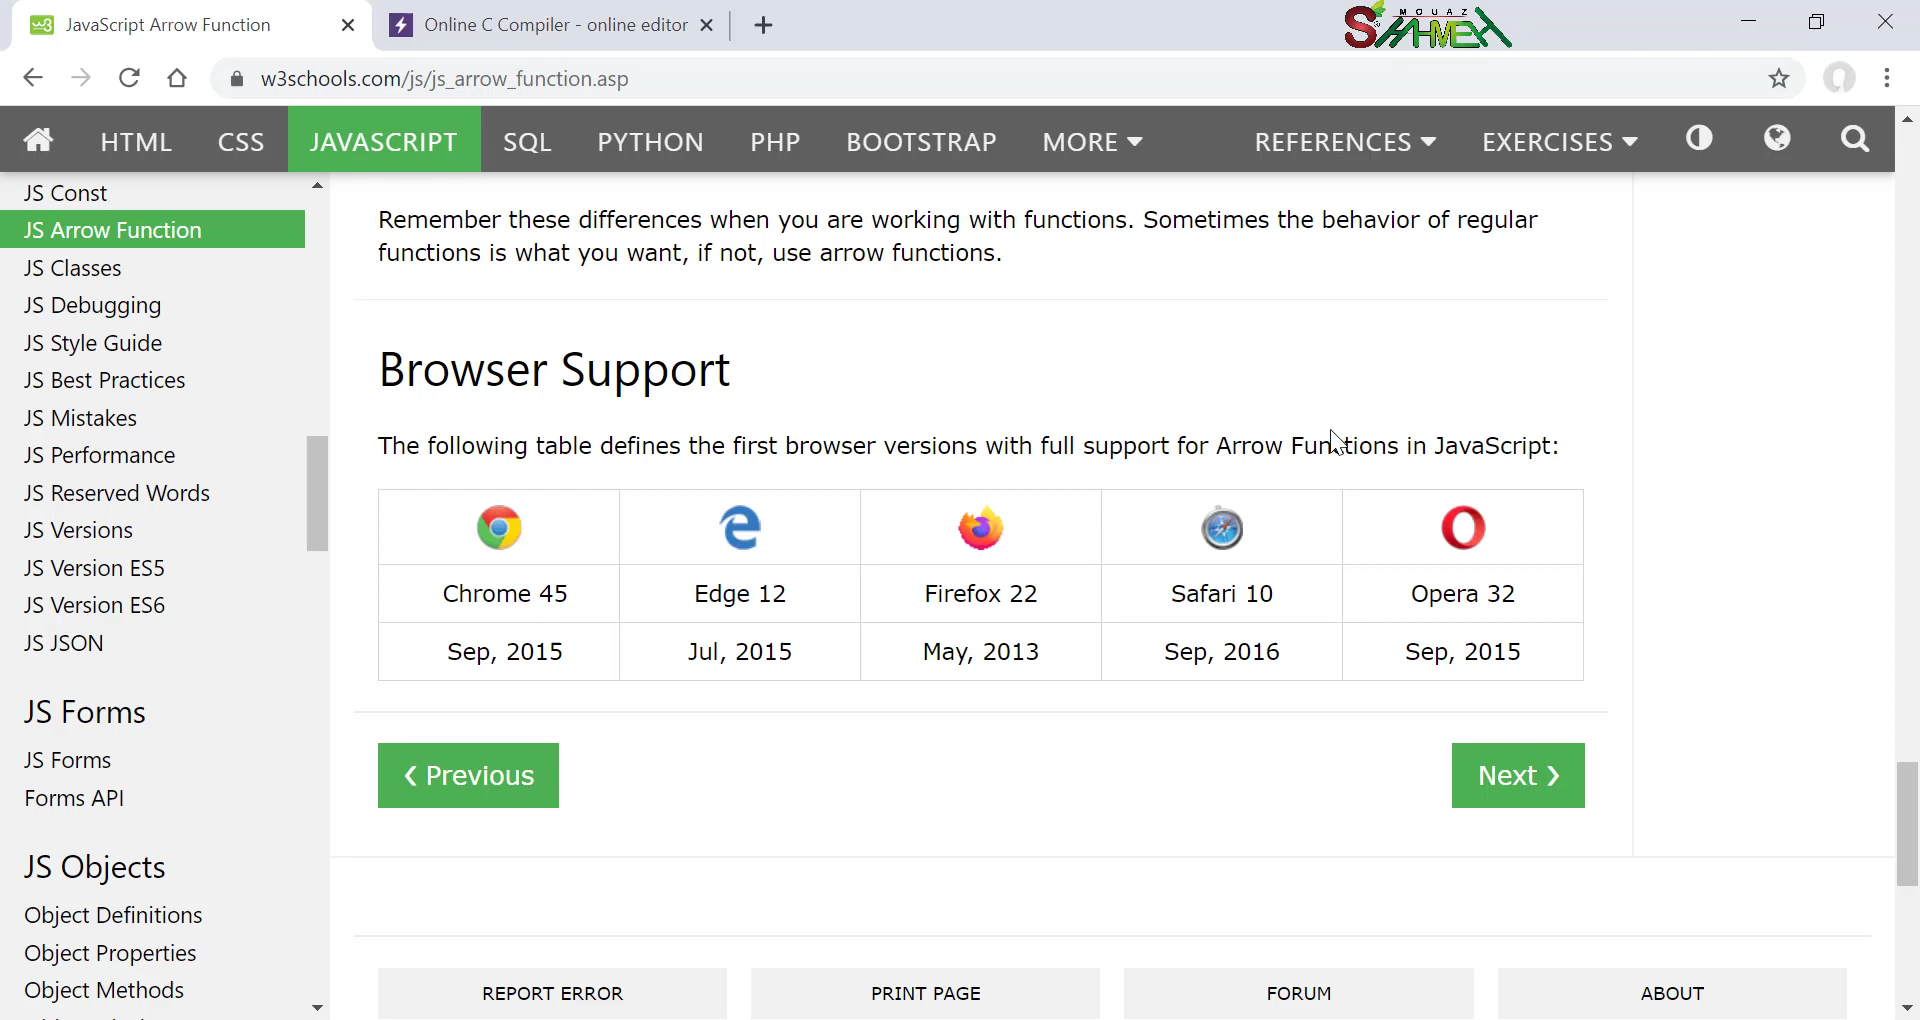 JavaScript Arrow Function
Online C Compiler - online editor
MOUAZ
w3schools.com/js/js_arrow_function.asp
HTML
CSS
JAVASCRIPT
SQL
PYTHON
PHP
BOOTSTRAP
MORE
REFERENCES
EXERCISES
JS Const
JS Arrow Function
JS Classes
JS Debugging
JS Style Guide
JS Best Practices
JS Mistakes
JS Performance
JS Reserved Words
JS Versions
JS Version ES5
JS Version ES6
JS JSON
JS Forms
JS Forms
Forms API
JS Objects
Object Definitions
Object Properties
Object Methods
Remember these differences when you are working with functions. Sometimes the behavior of regular
functions is what you want, if not, use arrow functions.
Browser Support
The following table defines the first browser versions with full support for Arrow Functions in JavaScript:
Chrome 45 Edge 12 Firefox 22 Safari 10 Opera 32
Sep, 2015 Jul, 2015 May, 2013 Sep, 2016 Sep, 2015
❮ Previous
Next ❯
REPORT ERROR
PRINT PAGE
FORUM
ABOUT